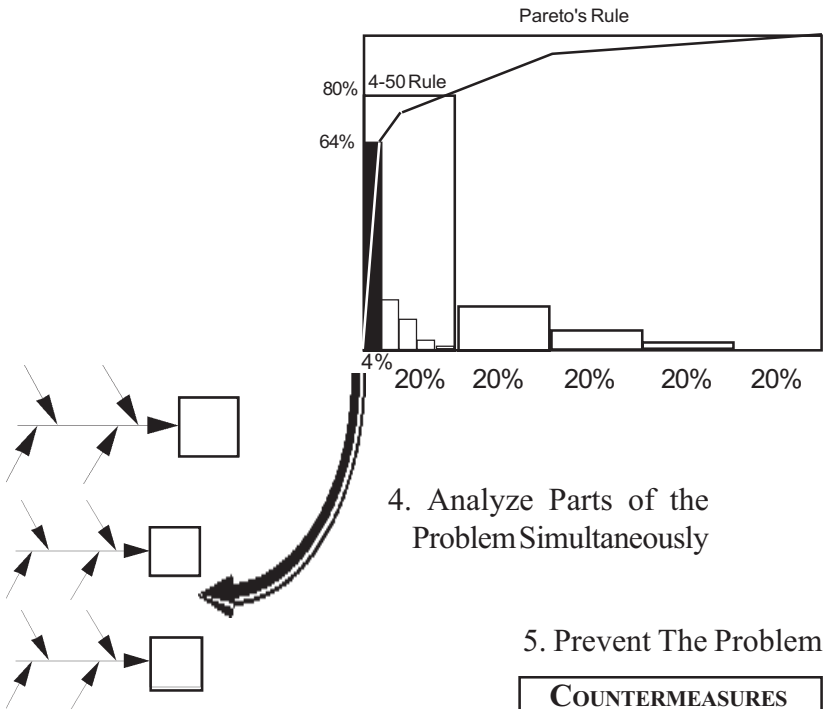 Pareto's Rule
80%
4-50 Rule
64%
4%
20% 20% 20% 20% 20%
4. Analyze Parts of the
Problem Simultaneously
5. Prevent The Problem
COUNTERMEASURES